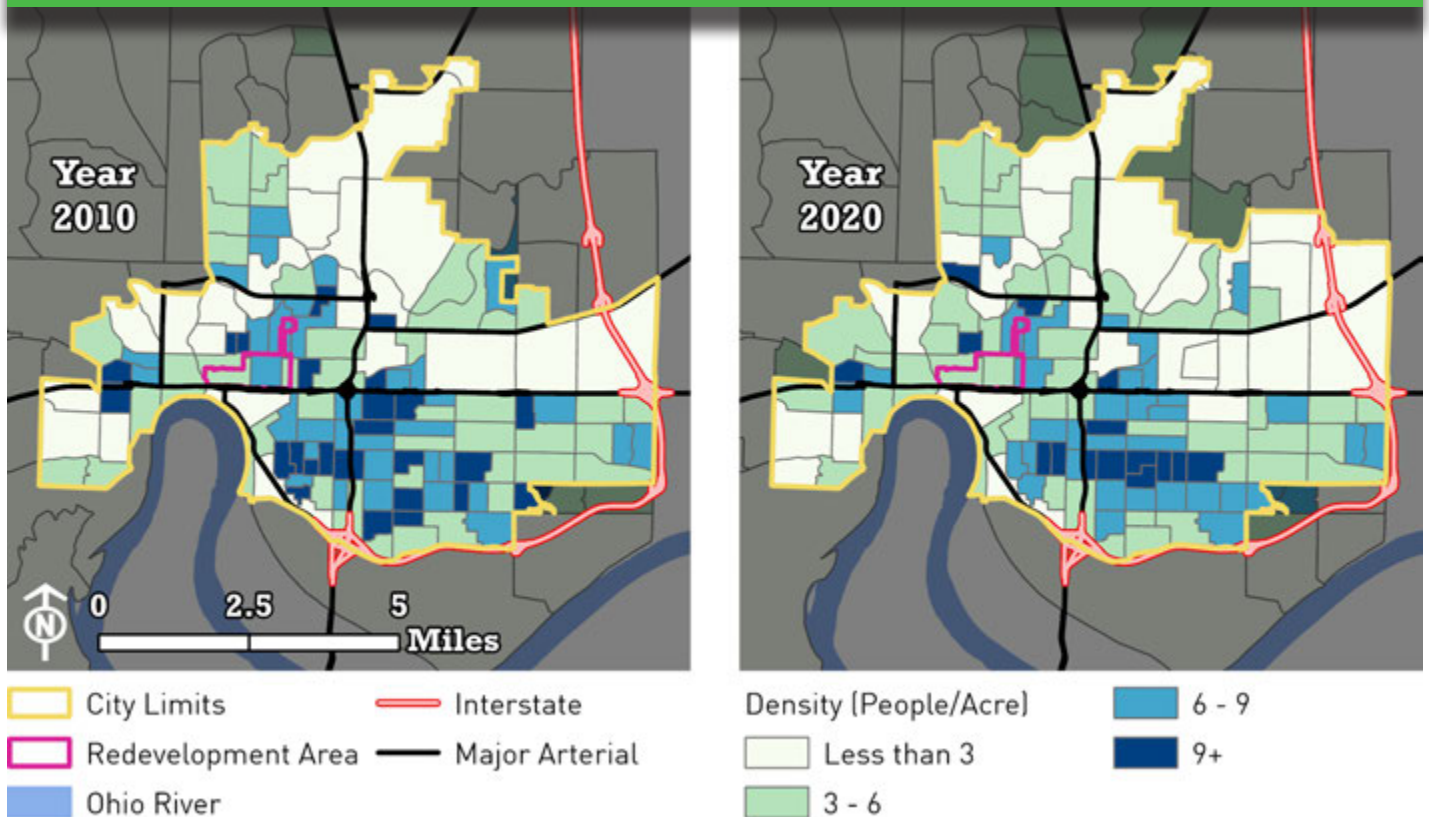 Year
2010
Year
2020
N
0 2.5 5
Miles
City Limits
Redevelopment Area
Ohio River
Interstate
Major Arterial
Density (People/Acre)
Less than 3
3 - 6
6 - 9
9+